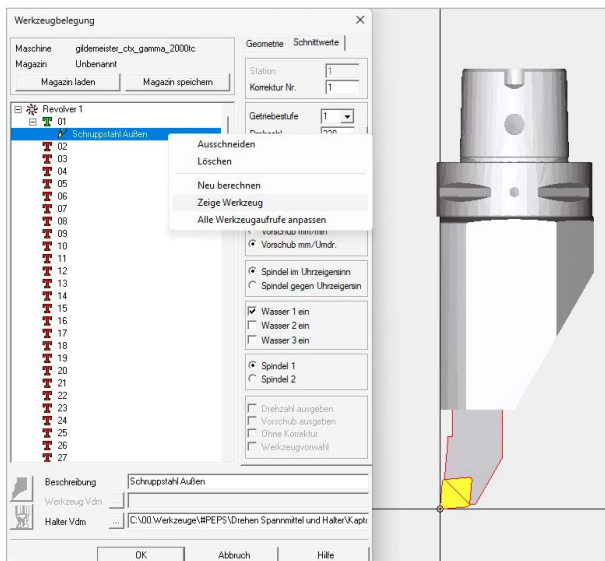 Werkzeugbelegung
Maschine gildemeister_ctx_gamma_2000tc
Magazin Unbenannt
Magazin laden Magazin speichern
Geometrie Schnittwerte
Station 1
Korrektur Nr. 1
Getriebestufe 1
Drehzahl 220
Revolver 1
01
Schruppstahl Außen
02
03
04
05
06
07
08
09
10
11
12
13
14
15
16
17
18
19
20
21
22
23
24
25
26
27
Ausschneiden
Löschen
Neu berechnen
Zeige Werkzeug
Alle Werkzeugaufrufe anpassen
Vorschub mm/min
Vorschub mm/Umdr.
Spindel im Uhrzeigersinn
Spindel gegen Uhrzeigersin
Wasser 1 ein
Wasser 2 ein
Wasser 3 ein
Spindel 1
Spindel 2
Drehzahl ausgeben
Vorschub ausgeben
Ohne Korrektur
Werkzeugvorwahl
Beschreibung Schruppstahl Außen
Werkzeug Vdm ...
Halter Vdm ... C:\00.Werkzeuge\#PEPS\Drehen Spannmittel und Halter\Kapto
OK Abbruch Hilfe